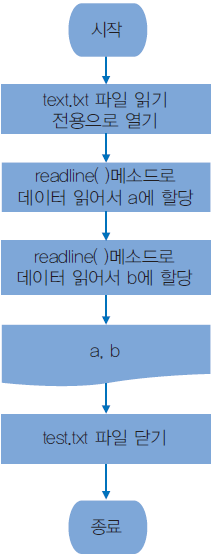 시작
text.txt 파일 읽기
전용으로 열기
readline( )메소드로
데이터 읽어서 a에 할당
readline( )메소드로
데이터 읽어서 b에 할당
a, b
test.txt 파일 닫기
종료